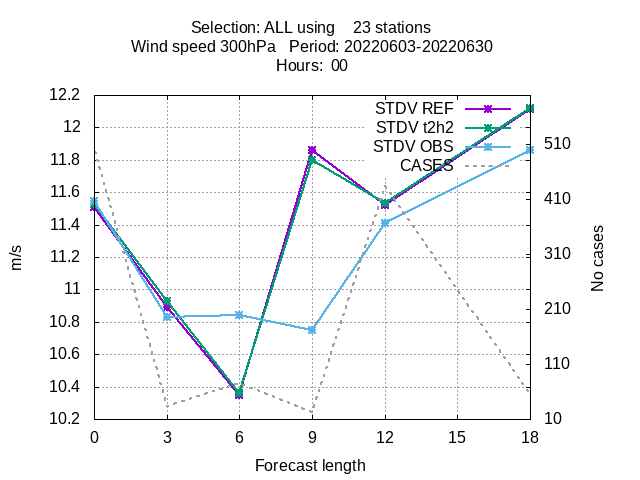 Selection: ALL using    23 stations
Wind speed 300hPa   Period: 20220603-20220630
Hours:  00
STDV REF
STDV t2h2
STDV OBS
CASES
12.2
12
11.8
11.6
11.4
11.2
11
10.8
10.6
10.4
10.2
510
410
310
210
110
10
m/s
No cases
0 3 6 9 12 15 18
Forecast length